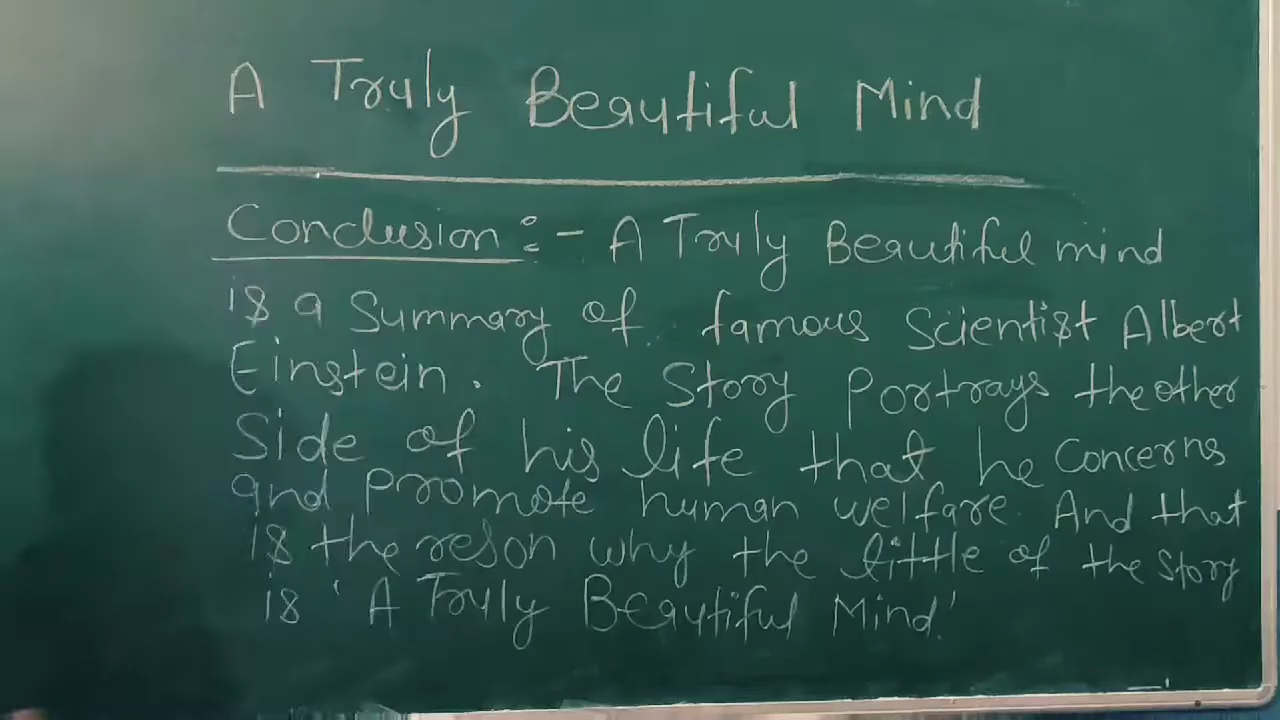 A Truly Beautiful Mind
Conclusion :- A Truly Beautiful mind
is a Summary of famous Scientist Albert
Einstein. The Story Portrays the other
Side of his life that he concerns
and promote human welfare. And that
is the reson why the little of the story
is 'A Truly Beautiful Mind'